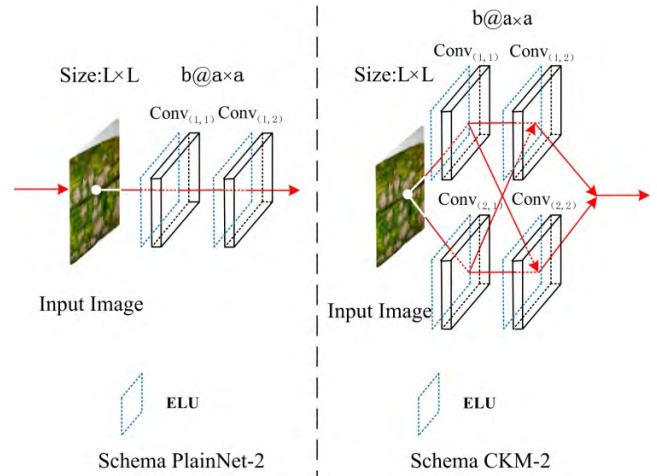 Size:L×L
b@a×a
Conv(1,1)
Conv(1,2)
Input Image
ELU
Schema PlainNet-2
b@a×a
Size:L×L
Conv(1,1)
Conv(1,2)
Conv(2,1)
Conv(2,2)
Input Image
ELU
Schema CKM-2